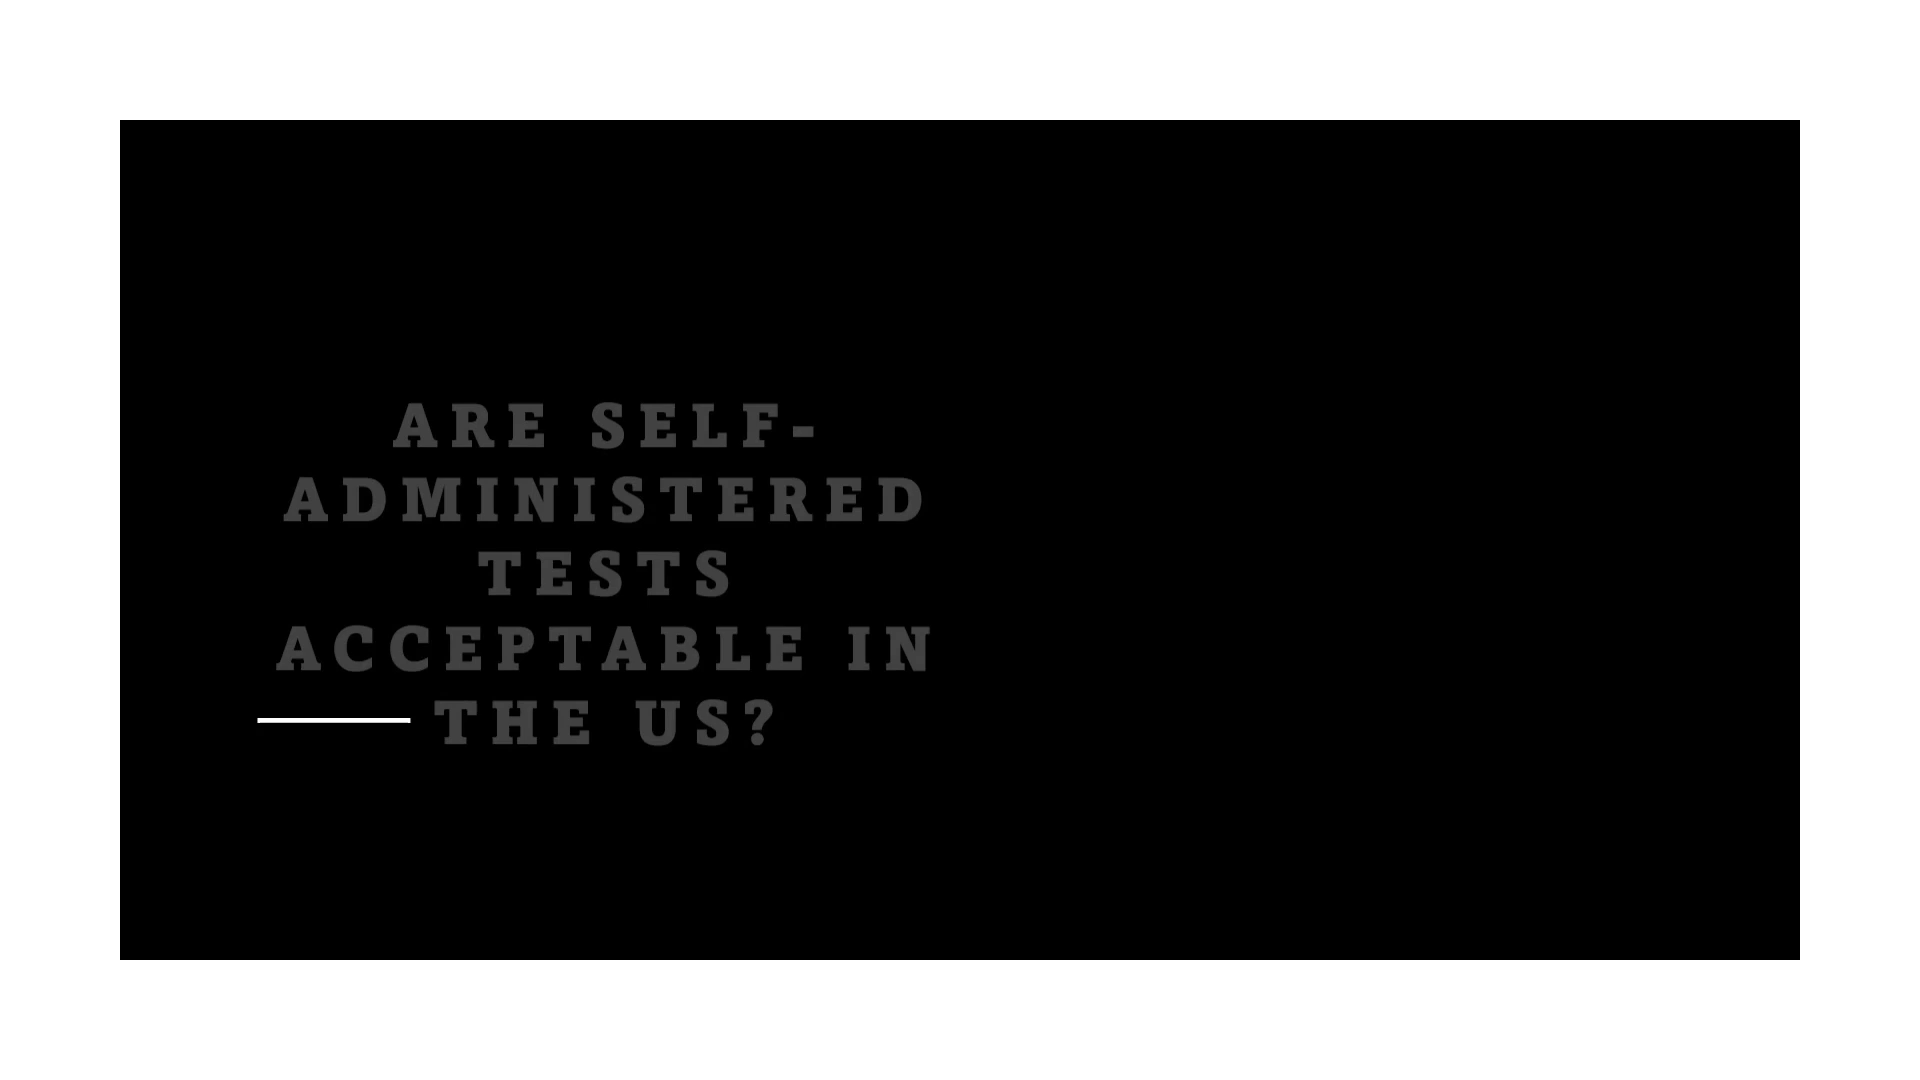 ARE SELF-
ADMINISTERED
TESTS
ACCEPTABLE IN
THE US?